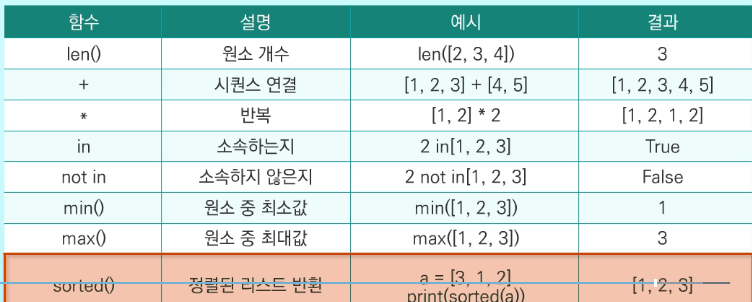 함수 설명 예시 결과
len() 원소 개수 len([2, 3, 4]) 3
+ 시퀀스 연결 [1, 2, 3] + [4, 5] [1, 2, 3, 4, 5]
* 반복 [1, 2] * 2 [1, 2, 1, 2]
in 소속하는지 2 in[1, 2, 3] True
not in 소속하지 않은지 2 not in[1, 2, 3] False
min() 원소 중 최소값 min([1, 2, 3]) 1
max() 원소 중 최대값 max([1, 2, 3]) 3
sorted() 정렬된 리스트 반환 a = [3, 1, 2] [1, 2, 3]
print(sorted(a))